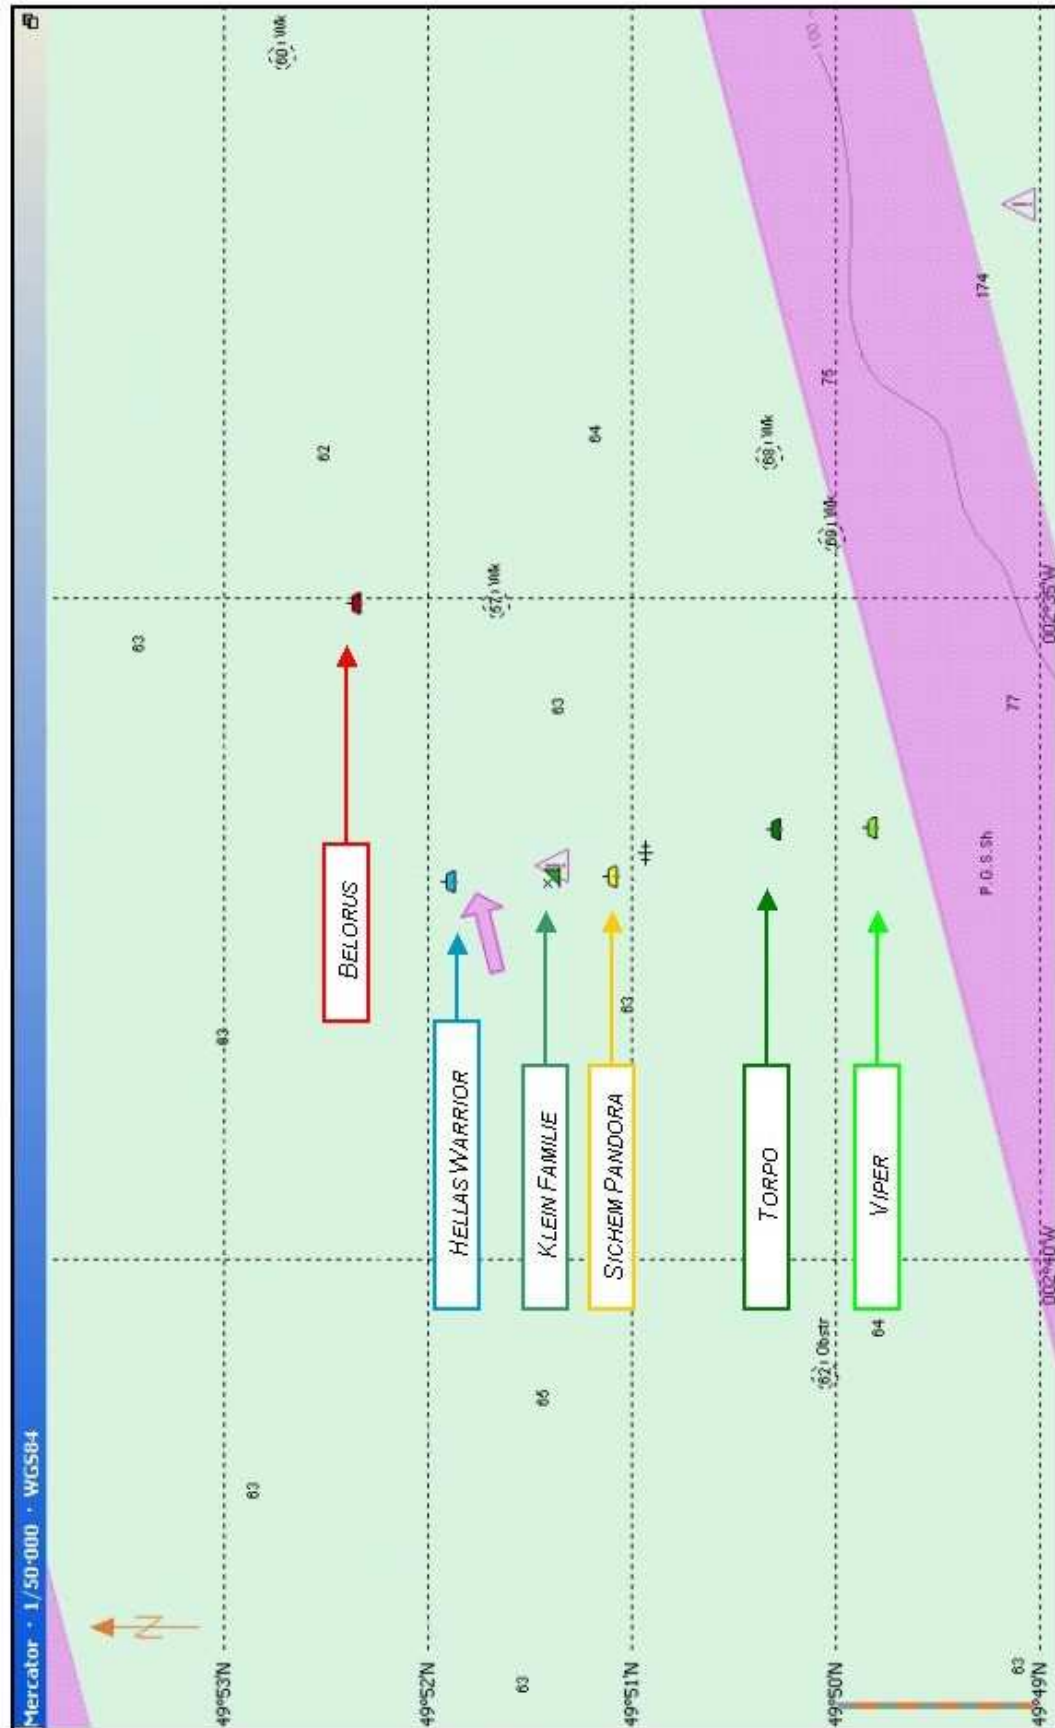 Mercator · 1/50·000 · WGS84
N
63
49°53'N
63
63
(60) Wk
62
BELORUS
49°52'N
HELLAS WARRIOR
(57) Wk
63
65
KLEIN FAMILIE
63
64
SICHEM PANDORA
63
49°51'N
TORPO
(68) Wk
49°50'N
(62) Obstr
(69) Wk
75
100
64
VIPER
174
P.G.S.Sh
77
63
49°49'N
002°40'W
002°35'W